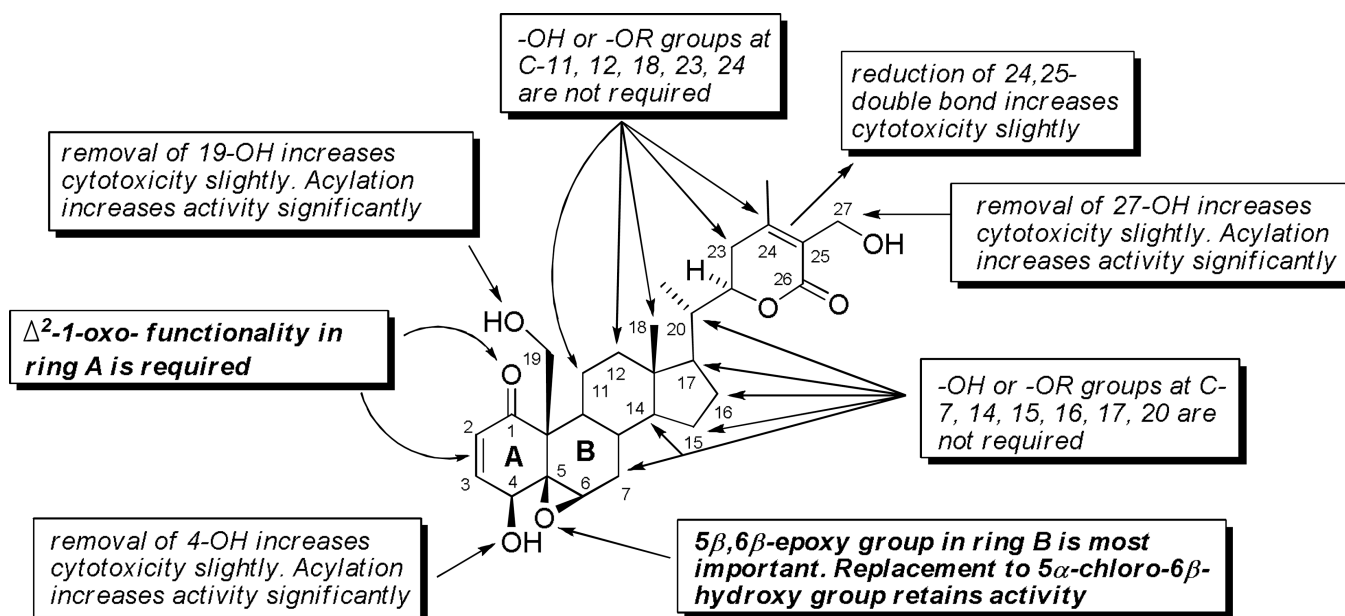 -OH or -OR groups at
C-11, 12, 18, 23, 24
are not required
reduction of 24,25-
double bond increases
cytotoxicity slightly
removal of 19-OH increases
cytotoxicity slightly. Acylation
increases activity significantly
removal of 27-OH increases
cytotoxicity slightly. Acylation
increases activity significantly
Δ²-1-oxo- functionality in
ring A is required
-OH or -OR groups at C-
7, 14, 15, 16, 17, 20 are
not required
removal of 4-OH increases
cytotoxicity slightly. Acylation
increases activity significantly
5β,6β-epoxy group in ring B is most
important. Replacement to 5α-chloro-6β-
hydroxy group retains activity
27
OH
23
24
25
26
H
O
O
20
18
HO
19
O
12
17
11
16
14
15
2
1
A
B
3
4
5
6
7
O
OH